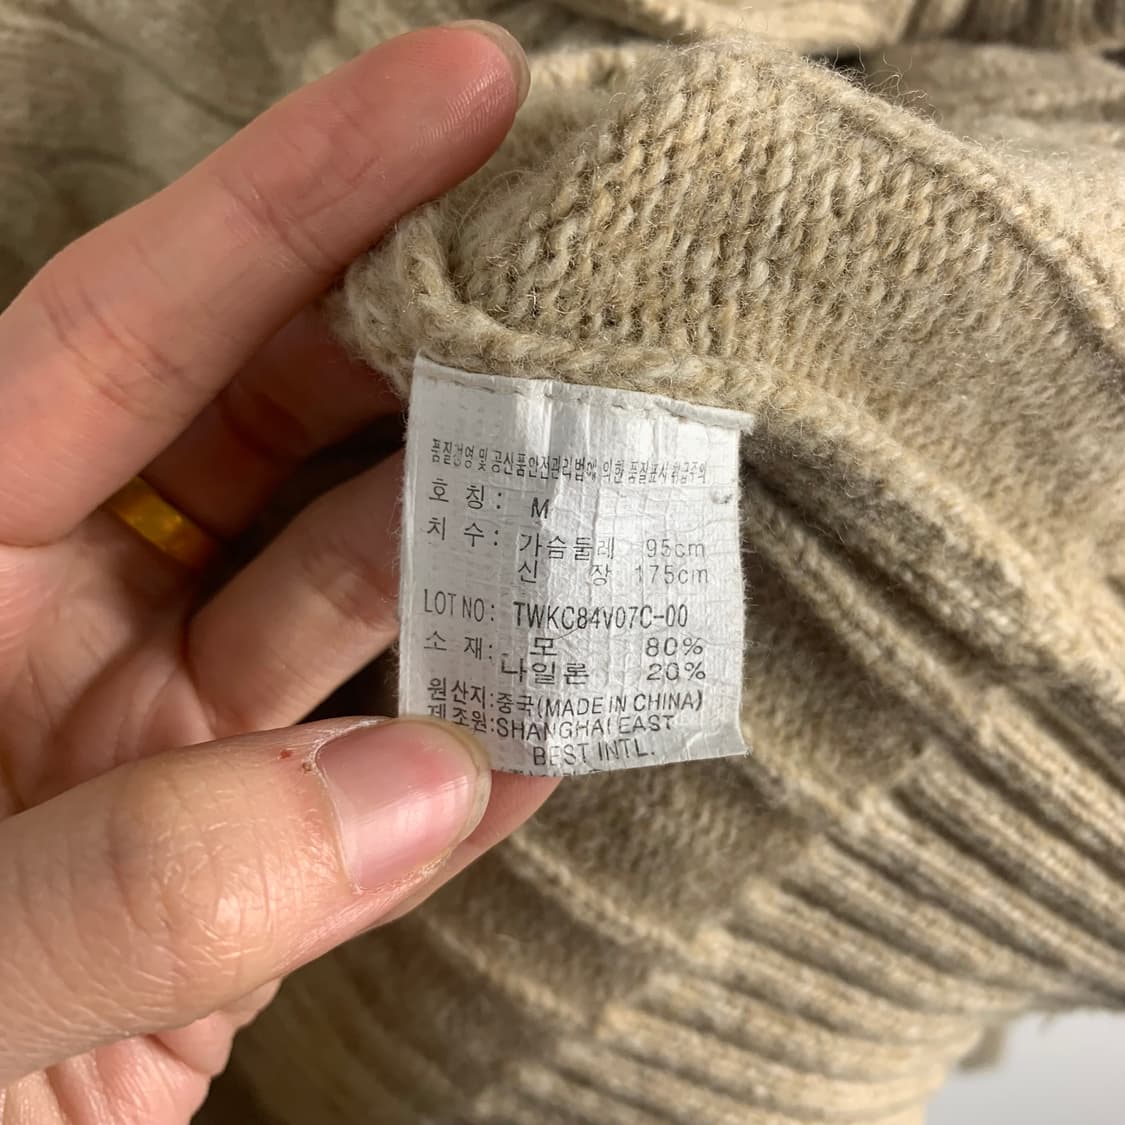 품질경영 및 공산품안전관리법에 의한 품질표시 취급주의
호 칭 : M
치 수 : 가슴둘레 95cm
신 장 175cm
LOT NO : TWKC84V07C-00
소 재 : 모 80%
나일론 20%
원산지:중국(MADE IN CHINA)
제조원:SHANGHAI EAST
BEST INTL.